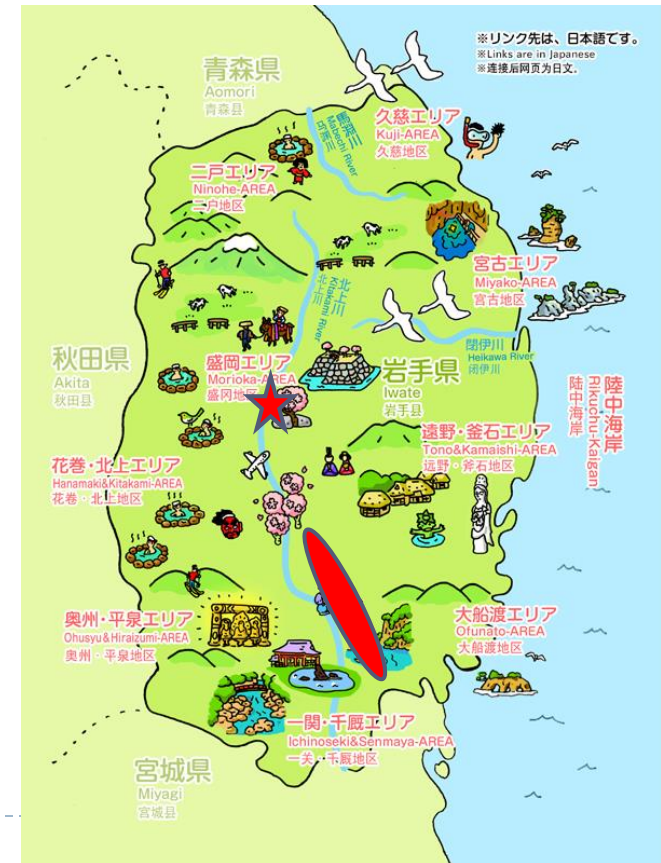 ※リンク先は、日本語です。
※Links are in Japanese
※连接后网页为日文。
青森県
Aomori
青森县
久慈エリア
Kuji-AREA
久慈地区
馬淵川
Mabechi River
马渊川
二戸エリア
Ninohe-AREA
二户地区
宮古エリア
Miyako-AREA
宫古地区
北上川
Kitakami River
北上川
閉伊川
Heikawa River
闭伊川
秋田県
Akita
秋田县
盛岡エリア
Morioka-AREA
盛冈地区
岩手県
Iwate
岩手县
陸中海岸
Rikuchu-Kaigan
陆中海岸
遠野・釜石エリア
Tono&Kamaishi-AREA
远野・釜石地区
花巻・北上エリア
Hanamaki&Kitakami-AREA
花卷・北上地区
奥州・平泉エリア
Ohusyu&Hiraizumi-AREA
奥州・平泉地区
大船渡エリア
Ofunato-AREA
大船渡地区
一関・千厩エリア
Ichinoseki&Senmaya-AREA
一关・千厩地区
宮城県
Miyagi
宫城县